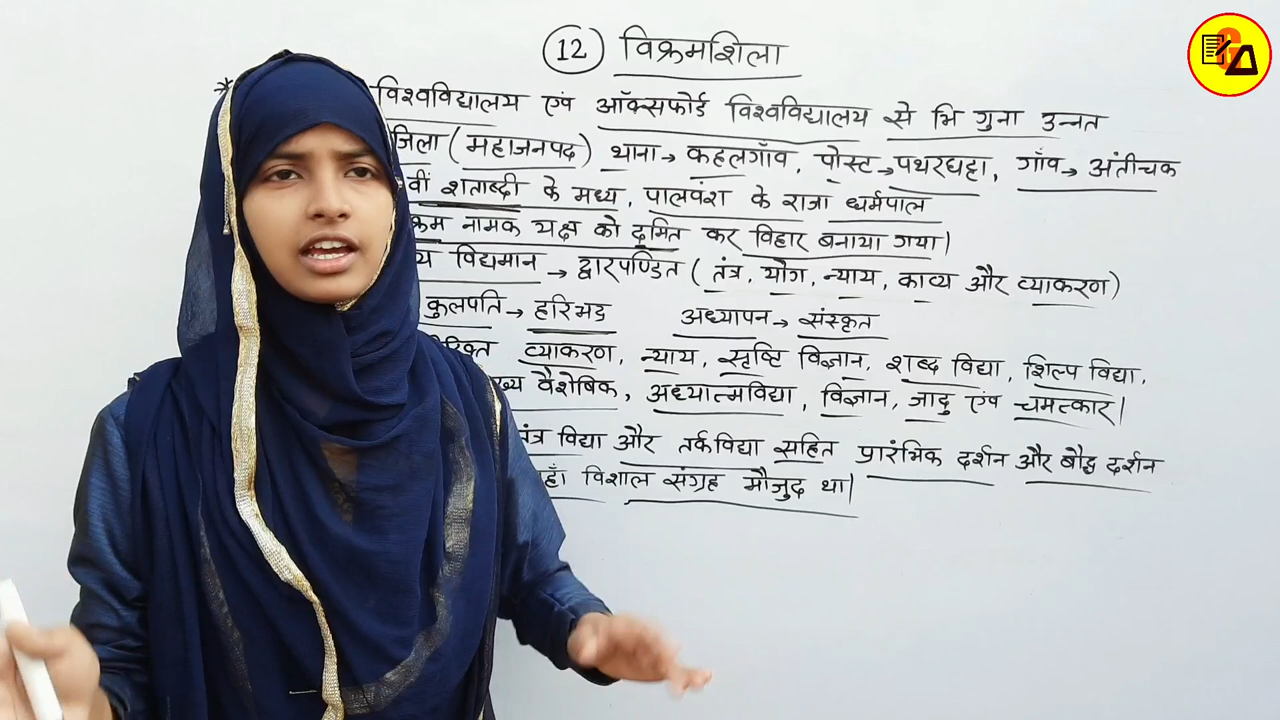 12 विक्रमशिला
विश्वविद्यालय एवं ऑक्सफोर्ड विश्वविद्यालय से भि गुना उन्नत
जिला (महाजनपद) थाना→ कहलगाँव, पोस्ट→पथरघट्टा, गाँव→ अंतीचक
वीं शताब्दी के मध्य, पालवंश के राजा धर्मपाल
क्रम नामक यक्ष को दमित कर विहार बनाया गया।
विद्यमान → द्वारपण्डित (तंत्र, योग, न्याय, काव्य और व्याकरण)
कुलपति→ हरिभद्र अध्यापन→ संस्कृत
व्याकरण, न्याय, सृष्टि विज्ञान, शब्द विद्या, शिल्प विद्या,
ख्य वैशेषिक, अध्यात्मविद्या, विज्ञान, जादु एंव चमत्कार।
तंत्र विद्या और तर्कविद्या सहित प्रारंभिक दर्शन और बौद्ध दर्शन
विशाल संग्रह मौजुद था।